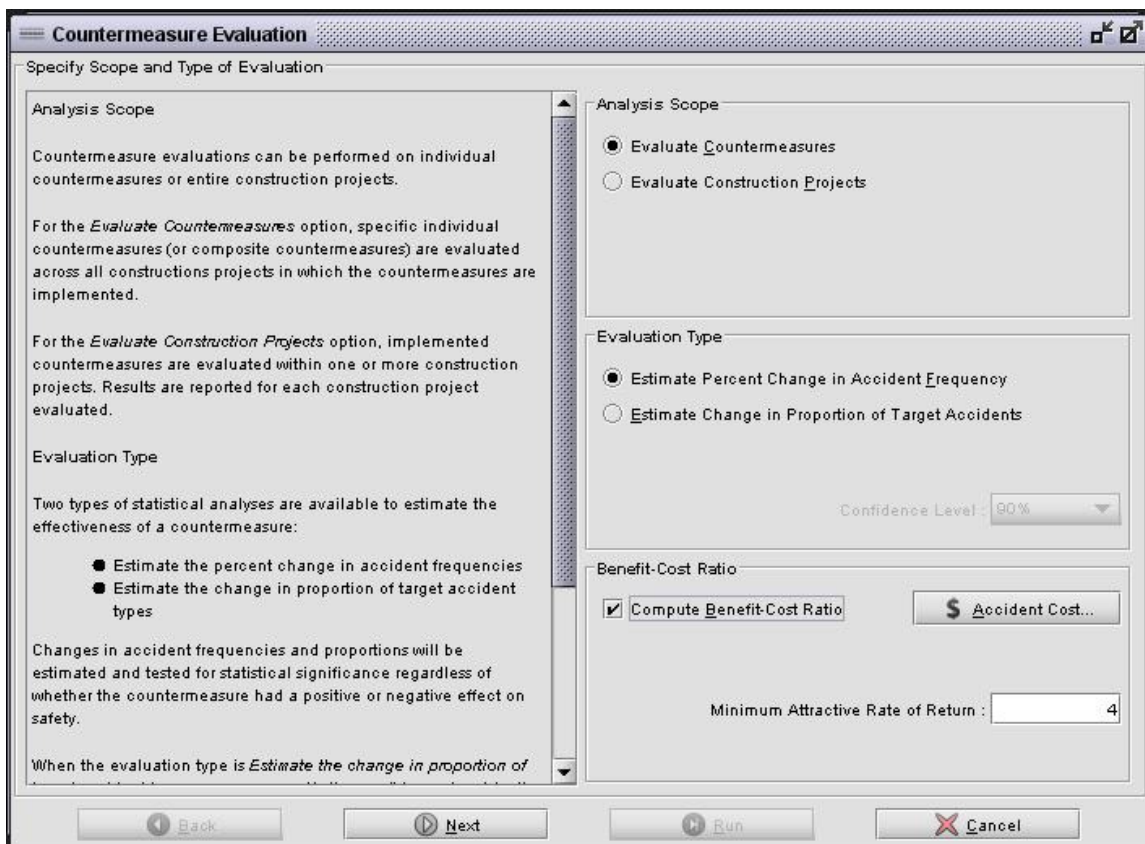 Countermeasure Evaluation
Specify Scope and Type of Evaluation
Analysis Scope
Countermeasure evaluations can be performed on individual
countermeasures or entire construction projects.
For the Evaluate Countermeasures option, specific individual
countermeasures (or composite countermeasures) are evaluated
across all constructions projects in which the countermeasures are
implemented.
For the Evaluate Construction Projects option, implemented
countermeasures are evaluated within one or more construction
projects. Results are reported for each construction project
evaluated.
Evaluation Type
Two types of statistical analyses are available to estimate the
effectiveness of a countermeasure:
Estimate the percent change in accident frequencies
Estimate the change in proportion of target accident
types
Changes in accident frequencies and proportions will be
estimated and tested for statistical significance regardless of
whether the countermeasure had a positive or negative effect on
safety.
When the evaluation type is Estimate the change in proportion of
Analysis Scope
Evaluate Countermeasures
Evaluate Construction Projects
Evaluation Type
Estimate Percent Change in Accident Frequency
Estimate Change in Proportion of Target Accidents
Confidence Level : 90%
Benefit-Cost Ratio
Compute Benefit-Cost Ratio
$ Accident Cost...
Minimum Attractive Rate of Return : 4
Back
Next
Run
Cancel